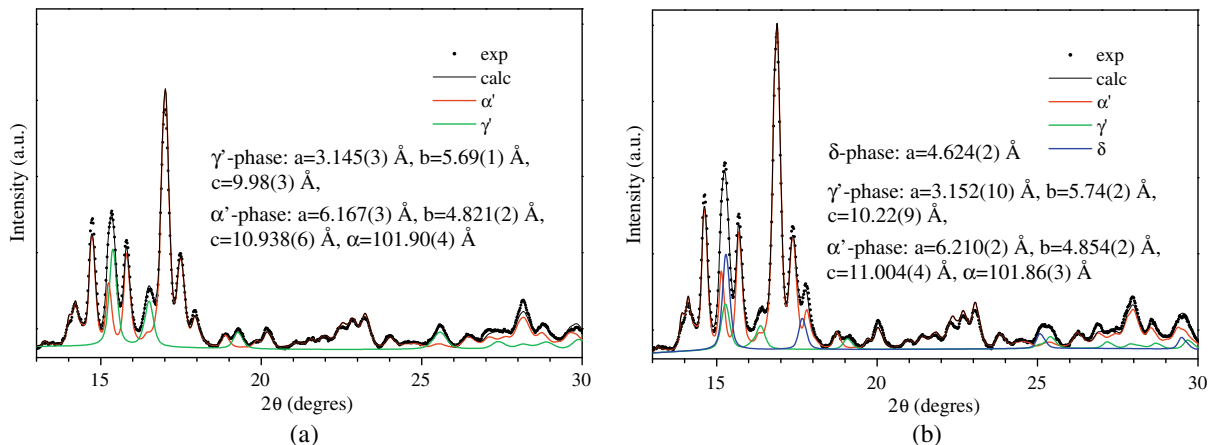 Intensity (a.u.)
exp
calc
α'
γ'
γ'-phase: a=3.145(3) Å, b=5.69(1) Å,
c=9.98(3) Å,
α'-phase: a=6.167(3) Å, b=4.821(2) Å,
c=10.938(6) Å, α=101.90(4) Å
15 20 25 30
2θ (degres)
(a)
Intensity (a.u.)
exp
calc
α'
γ'
δ
δ-phase: a=4.624(2) Å
γ'-phase: a=3.152(10) Å, b=5.74(2) Å,
c=10.22(9) Å,
α'-phase: a=6.210(2) Å, b=4.854(2) Å,
c=11.004(4) Å, α=101.86(3) Å
15 20 25 30
2θ (degres)
(b)